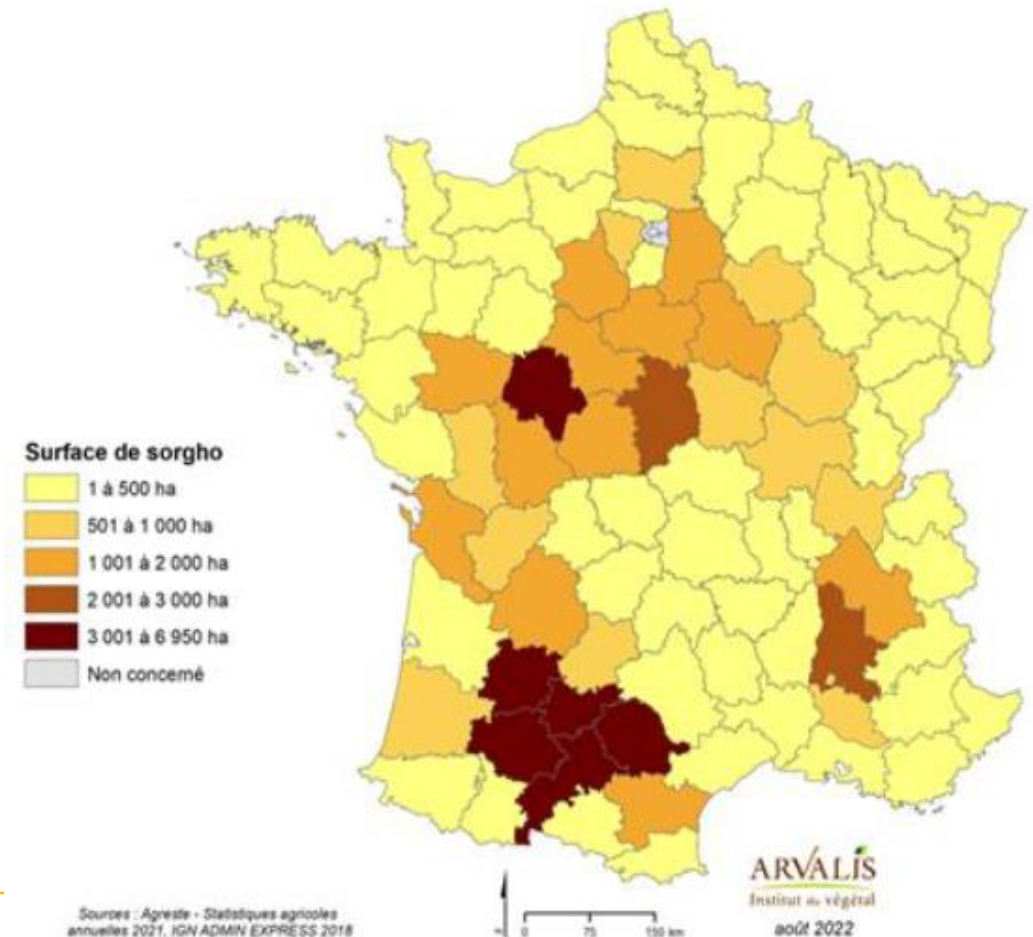 Surface de sorgho
1 à 500 ha
501 à 1 000 ha
1 001 à 2 000 ha
2 001 à 3 000 ha
3 001 à 6 950 ha
Non concerné
Sources : Agreste - Statistiques agricoles
annuelles 2021, IGN ADMIN EXPRESS 2018
0 75 150 km
ARVALIS
Institut du végétal
août 2022